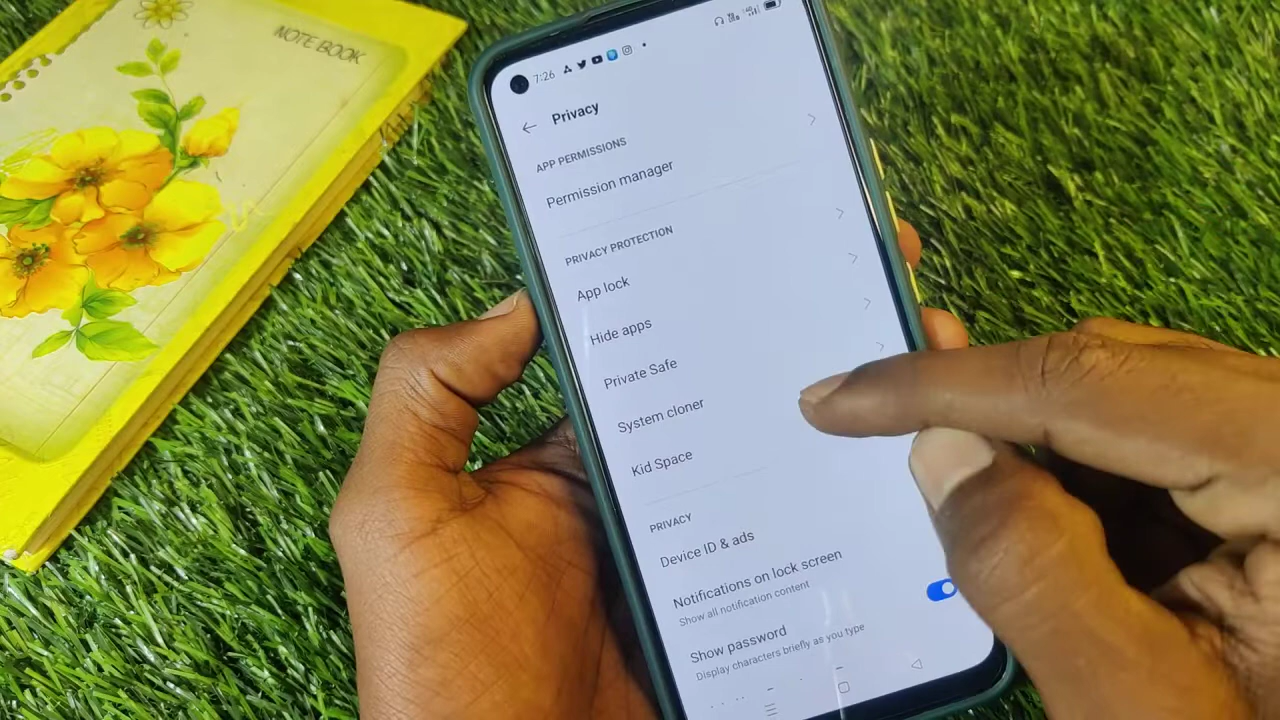 NOTE BOOK
7:26
Privacy
APP PERMISSIONS
Permission manager
PRIVACY PROTECTION
App lock
Hide apps
Private Safe
System cloner
Kid Space
PRIVACY
Device ID & ads
Notifications on lock screen
Show all notification content
Show password
Display characters briefly as you type